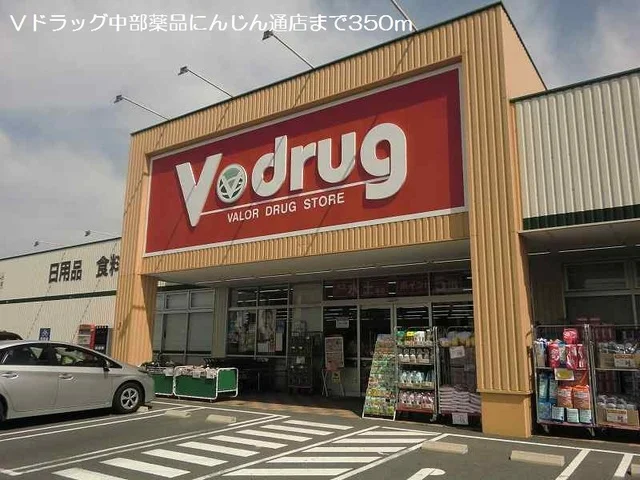 Vドラッグ中部薬品にんじん通店まで350m
V drug
VALOR DRUG STORE
日用品 食料